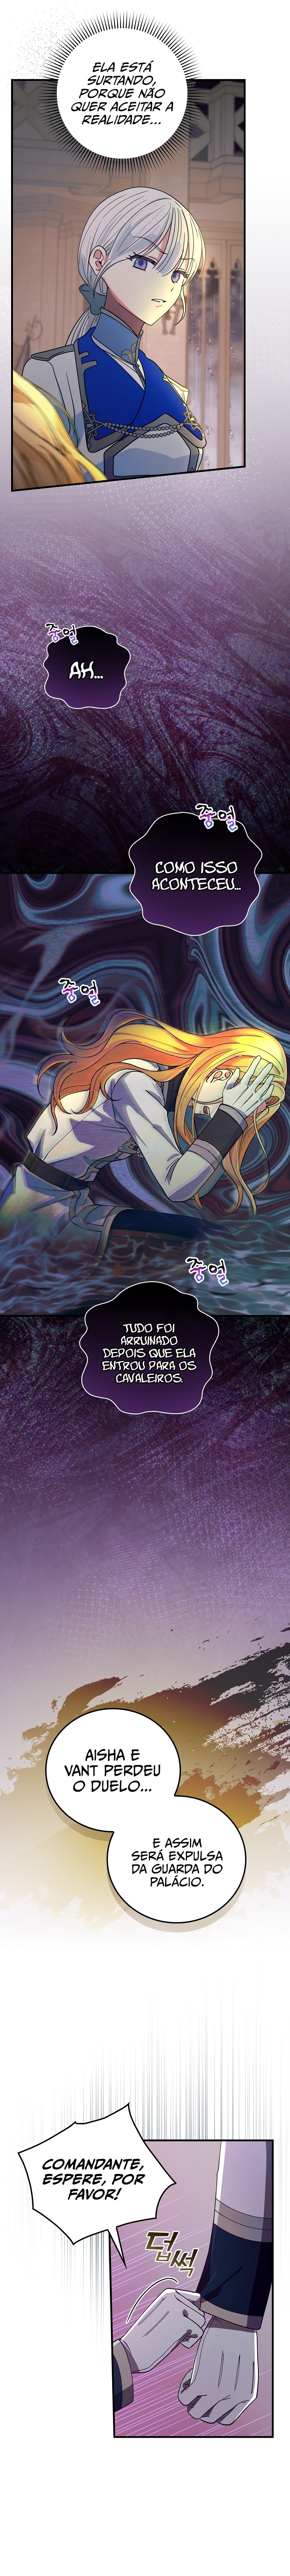 ELA ESTÁ
SURTANDO,
PORQUE NÃO
QUER ACEITAR A
REALIDADE...
중얼
AH...
중얼
COMO ISSO
ACONTECEU...
중얼
중얼
TUDO FOI
ARRUINADO
DEPOIS QUE ELA
ENTROU PARA OS
CAVALEIROS.
AISHA E
VANT PERDEU
O DUELO...
E ASSIM
SERÁ EXPULSA
DA GUARDA DO
PALÁCIO.
COMANDANTE,
ESPERE, POR
FAVOR!
덥썩